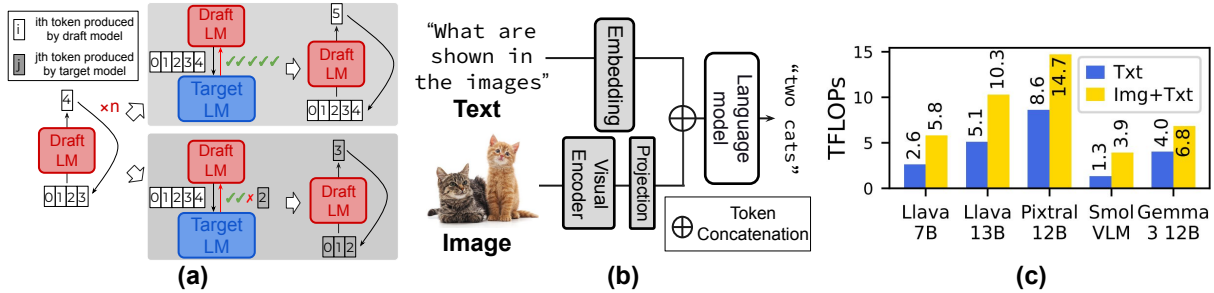 i ith token produced
by draft model
j jth token produced
by target model
4
×n
Draft
LM
0 1 2 3
Draft
LM
0 1 2 3 4
✓✓✓✓✓
Target
LM
5
Draft
LM
0 1 2 3 4
Draft
LM
0 1 2 3 4
✓✓✗ 2
Target
LM
3
Draft
LM
0 1 2
(a)
“What are
shown in
the images”
Text
Embedding
Image
Visual
Encoder
Projection
Language
model
“two cats”
Token
Concatenation
(b)
TFLOPs
15
10
5
0
Txt
Img+Txt
2.6
5.8
5.1
10.3
8.6
14.7
1.3
3.9
4.0
6.8
Llava
7B
Llava
13B
Pixtral
12B
Smol
VLM
Gemma
3 12B
(c)